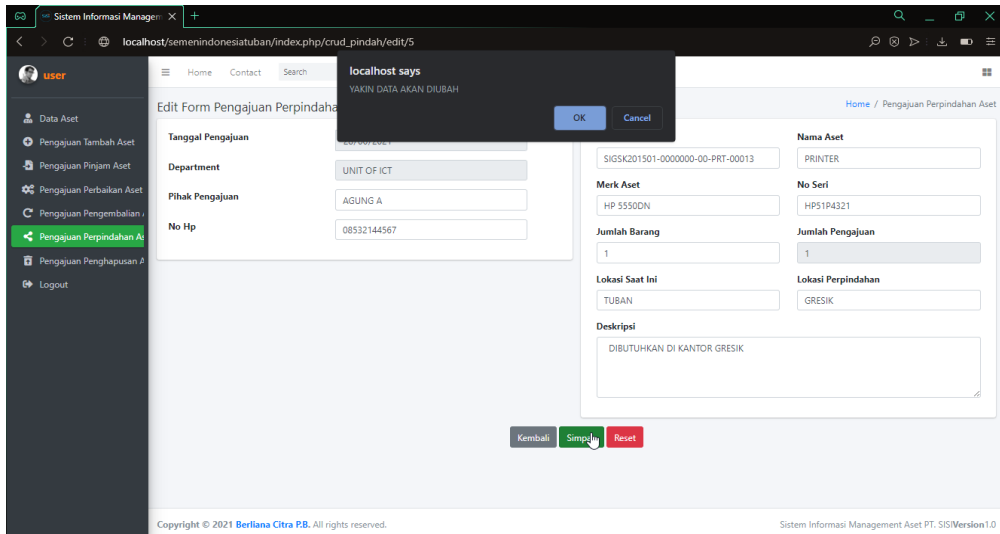 Sistem Informasi Managem
localhost/semenindonesiatuban/index.php/crud_pindah/edit/5
user
Home Contact Search
localhost says
YAKIN DATA AKAN DIUBAH
OK Cancel
Data Aset
Pengajuan Tambah Aset
Pengajuan Pinjam Aset
Pengajuan Perbaikan Aset
Pengajuan Pengembalian
Pengajuan Perpindahan As
Pengajuan Penghapusan A
Logout
Edit Form Pengajuan Perpindaha
Home / Pengajuan Perpindahan Aset
Tanggal Pengajuan
Department UNIT OF ICT
Pihak Pengajuan AGUNG A
No Hp 08532144567
Nama Aset
SIGSK201501-0000000-00-PRT-00013 PRINTER
Merk Aset No Seri
HP 5550DN HP51P4321
Jumlah Barang Jumlah Pengajuan
1 1
Lokasi Saat Ini Lokasi Perpindahan
TUBAN GRESIK
Deskripsi
DIBUTUHKAN DI KANTOR GRESIK
Kembali Simpan Reset
Copyright © 2021 Berliana Citra P.B. All rights reserved.
Sistem Informasi Management Aset PT. SISIVersion1.0